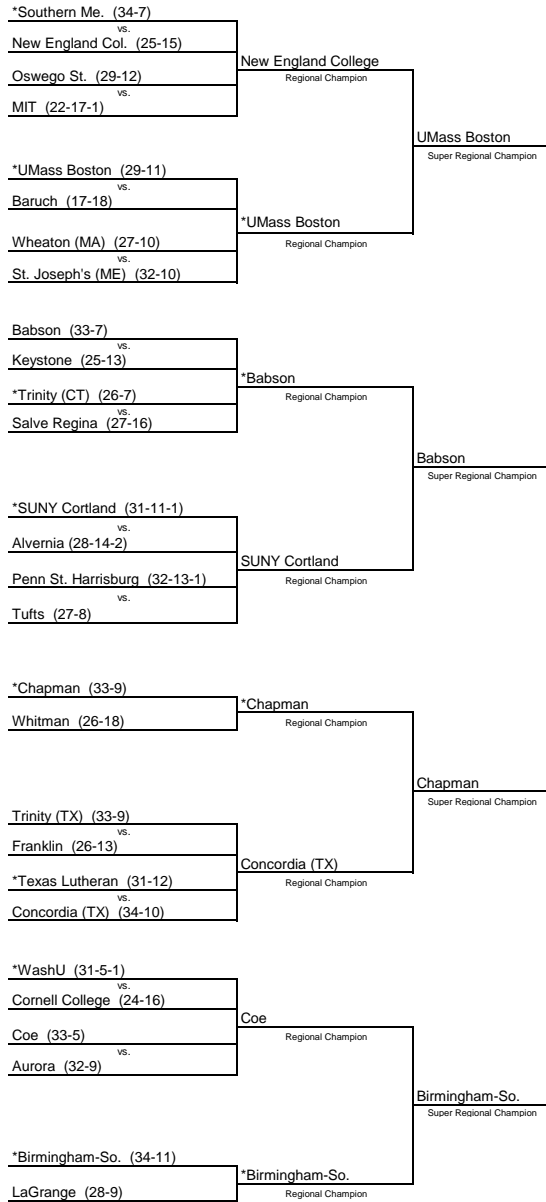 *Southern Me. (34-7)
vs.
New England Col. (25-15)
New England College
Regional Champion
Oswego St. (29-12)
vs.
MIT (22-17-1)
UMass Boston
Super Regional Champion
*UMass Boston (29-11)
vs.
Baruch (17-18)
*UMass Boston
Regional Champion
Wheaton (MA) (27-10)
vs.
St. Joseph's (ME) (32-10)
Babson (33-7)
vs.
Keystone (25-13)
*Babson
Regional Champion
*Trinity (CT) (26-7)
vs.
Salve Regina (27-16)
Babson
Super Regional Champion
*SUNY Cortland (31-11-1)
vs.
Alvernia (28-14-2)
SUNY Cortland
Regional Champion
Penn St. Harrisburg (32-13-1)
vs.
Tufts (27-8)
*Chapman (33-9)
*Chapman
Regional Champion
Whitman (26-18)
Chapman
Super Regional Champion
Trinity (TX) (33-9)
vs.
Franklin (26-13)
Concordia (TX)
Regional Champion
*Texas Lutheran (31-12)
vs.
Concordia (TX) (34-10)
*WashU (31-5-1)
vs.
Cornell College (24-16)
Coe
Regional Champion
Coe (33-5)
vs.
Aurora (32-9)
Birmingham-So.
Super Regional Champion
*Birmingham-So. (34-11)
*Birmingham-So.
Regional Champion
LaGrange (28-9)